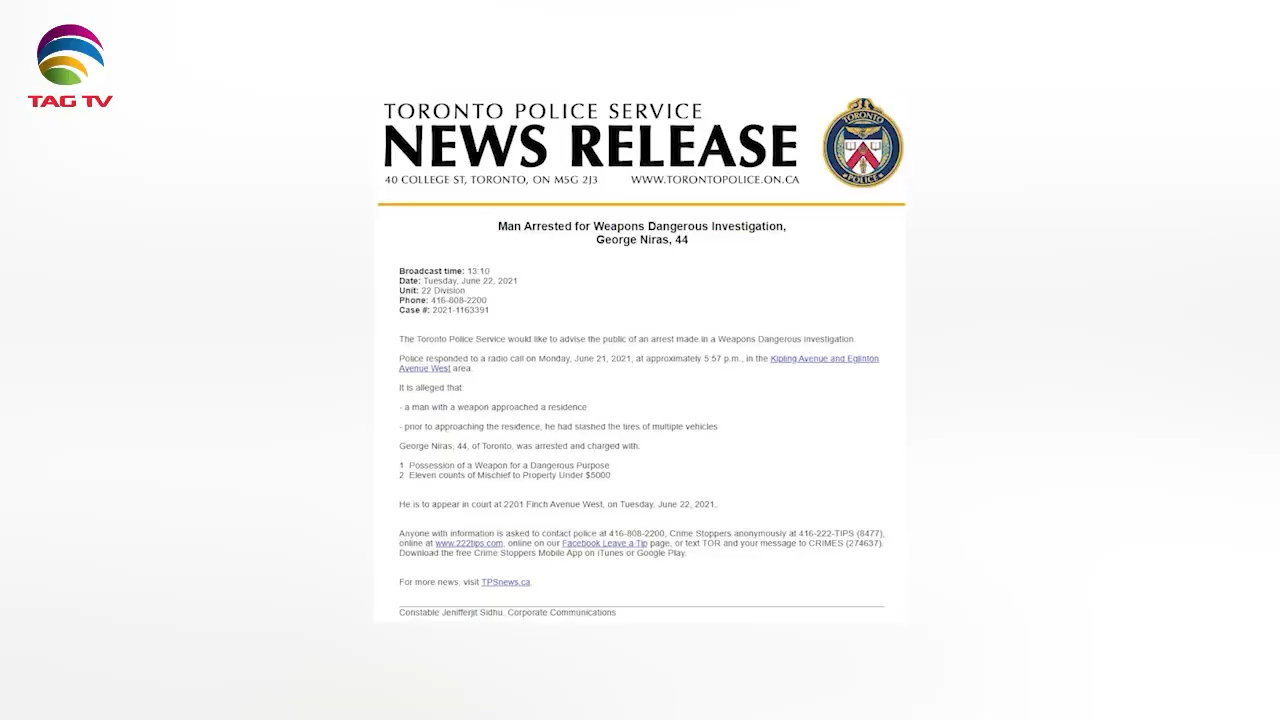 TAG TV
TORONTO POLICE SERVICE
NEWS RELEASE
40 COLLEGE ST, TORONTO, ON M5G 2J3 WWW.TORONTOPOLICE.ON.CA
TORONTO
POLICE
Man Arrested for Weapons Dangerous Investigation,
George Niras, 44
Broadcast time: 13:10
Date: Tuesday, June 22, 2021
Unit: 22 Division
Phone: 416-808-2200
Case #: 2021-1163391
The Toronto Police Service would like to advise the public of an arrest made in a Weapons Dangerous Investigation.
Police responded to a radio call on Monday, June 21, 2021, at approximately 5:57 p.m., in the Kipling Avenue and Eglinton
Avenue West area.
It is alleged that:
- a man with a weapon approached a residence
- prior to approaching the residence, he had slashed the tires of multiple vehicles
George Niras, 44, of Toronto, was arrested and charged with:
1 Possession of a Weapon for a Dangerous Purpose
2 Eleven counts of Mischief to Property Under $5000
He is to appear in court at 2201 Finch Avenue West, on Tuesday, June 22, 2021,
Anyone with information is asked to contact police at 416-808-2200, Crime Stoppers anonymously at 416-222-TIPS (8477),
online at www.222tips.com, online on our Facebook Leave a Tip page, or text TOR and your message to CRIMES (274637).
Download the free Crime Stoppers Mobile App on iTunes or Google Play.
For more news, visit TPSnews.ca.
Constable Jenifferjit Sidhu, Corporate Communications